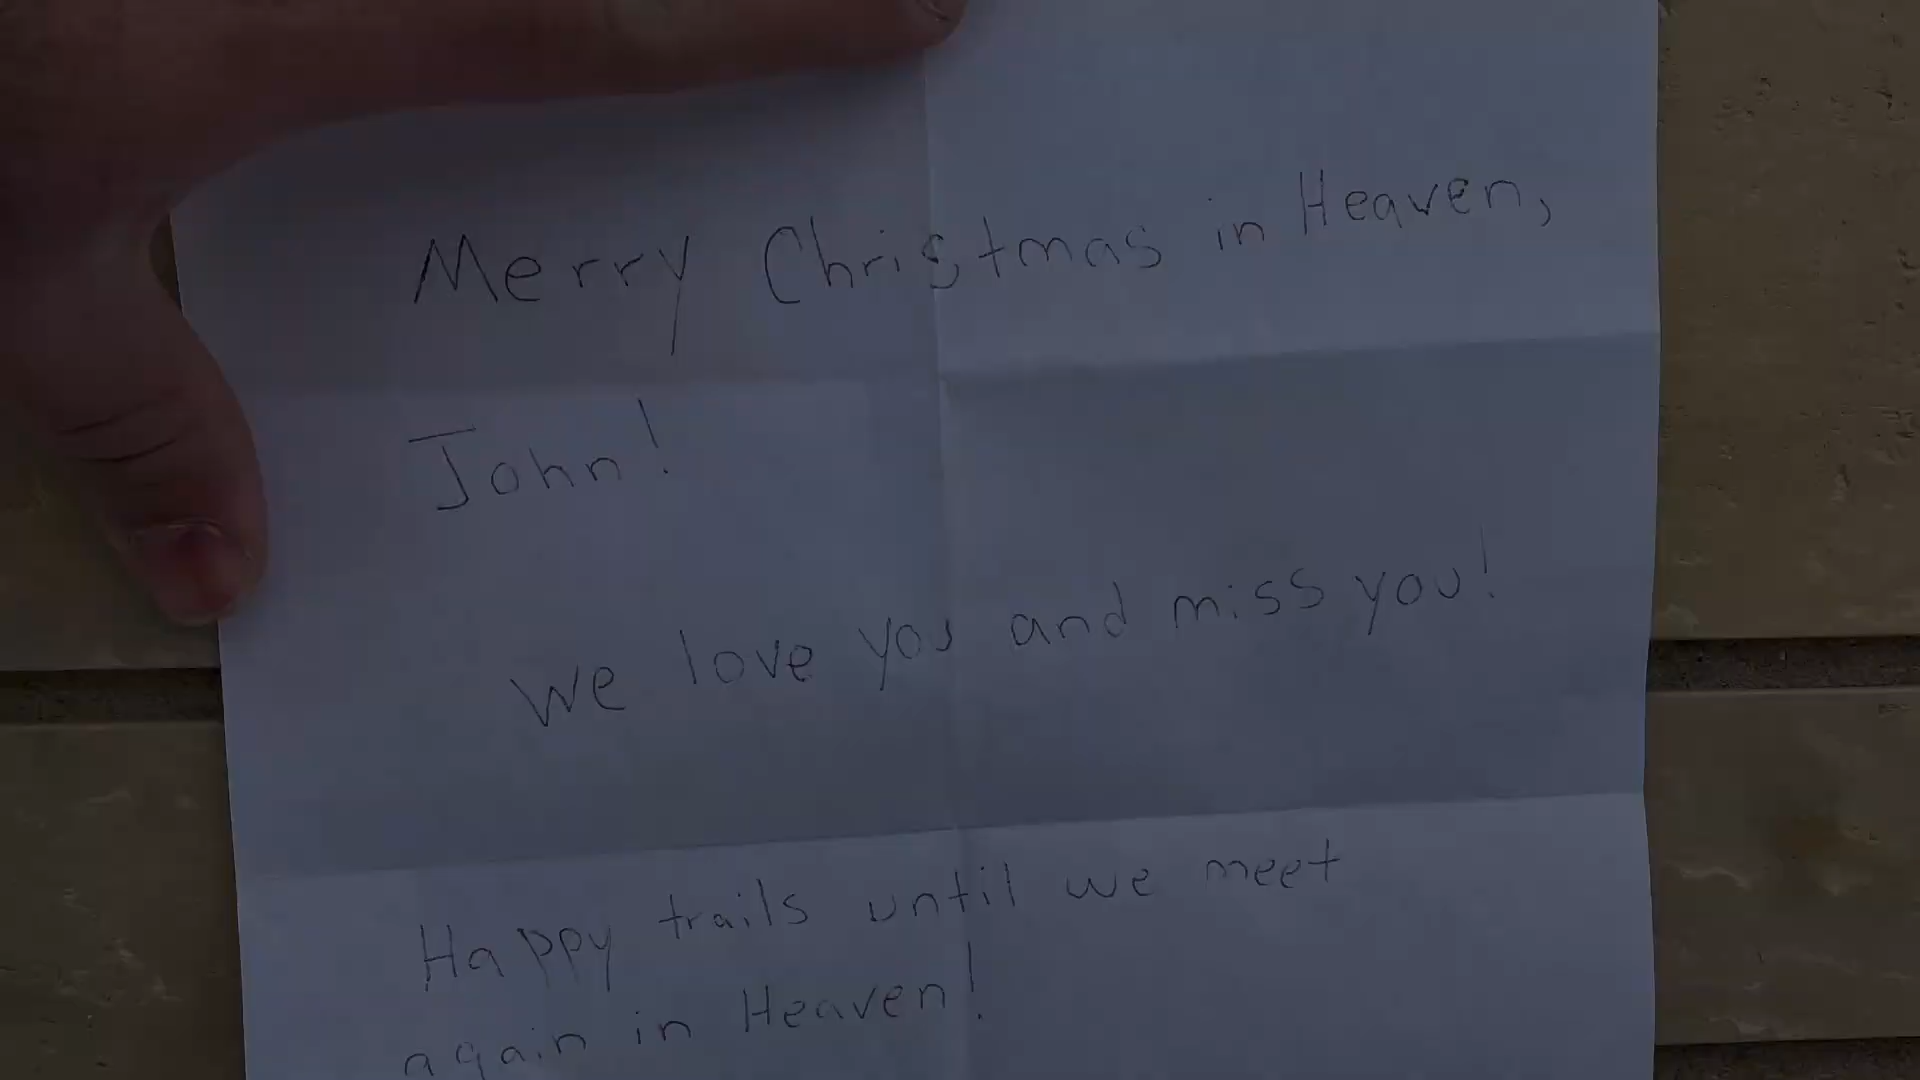 Merry Christmas in Heaven,
John!
We love you and miss you!
Happy trails until we meet
again in Heaven!